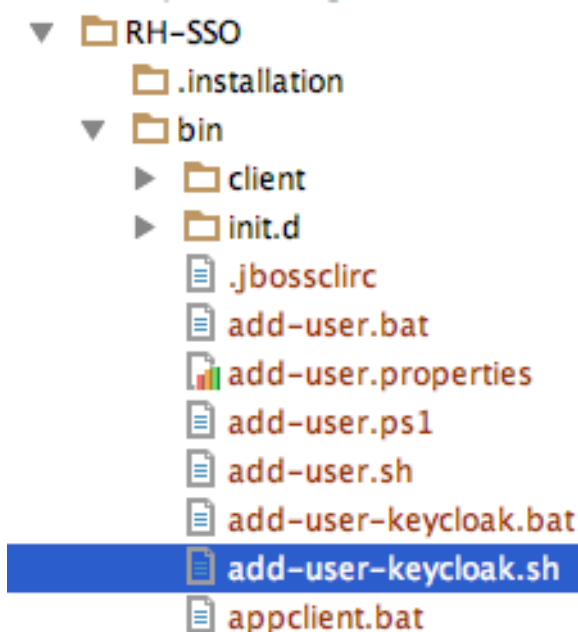 RH-SSO
.installation
bin
client
init.d
.jbossclirc
add-user.bat
add-user.properties
add-user.ps1
add-user.sh
add-user-keycloak.bat
add-user-keycloak.sh
appclient.bat